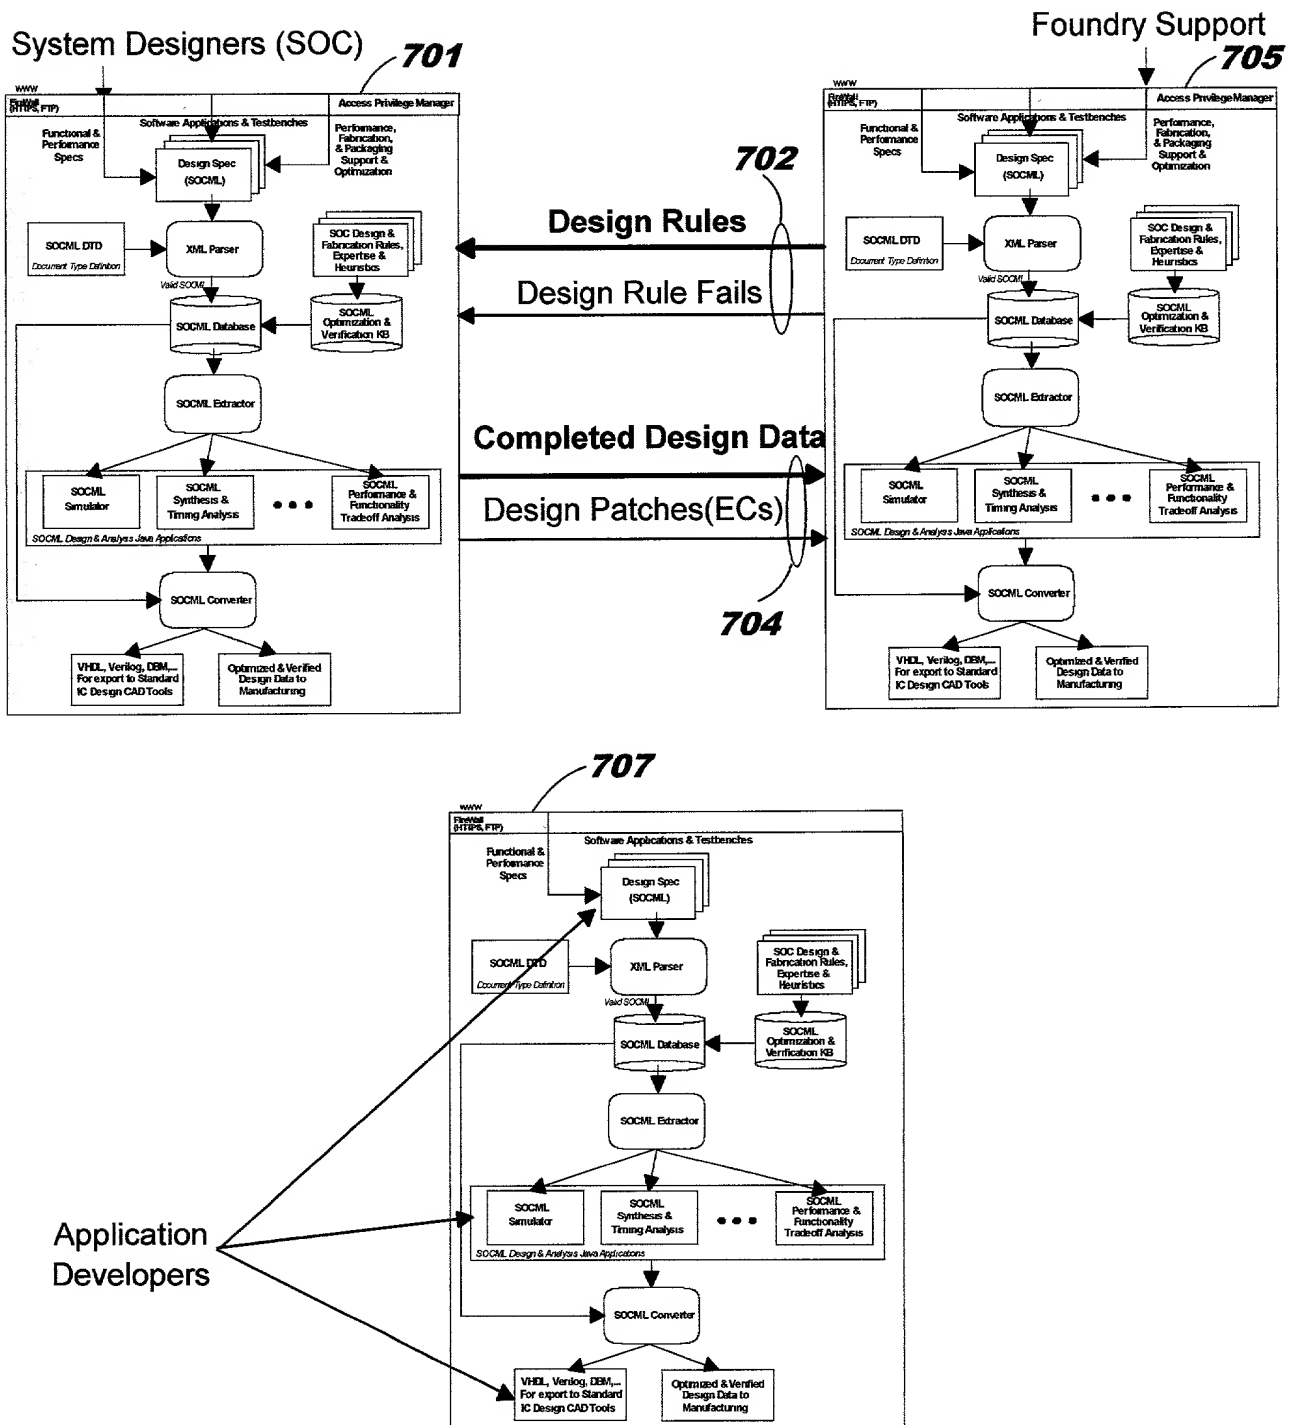 System Designers (SOC)
701
WWW
FireWall
(HTTPS, FTP)
Access Privilege Manager
Software Applications & Testbenches
Functional &
Performance
Specs
Performance,
Fabrication,
& Packaging
Support &
Optimization
Design Spec
(SOCML)
SOCML DTD
Document Type Definition
XML Parser
SOC Design &
Fabrication Rules,
Expertise &
Heuristics
Valid SOCML
SOCML Database
SOCML
Optimization &
Verification KB
SOCML Extractor
SOCML
Simulator
SOCML
Synthesis &
Timing Analysis
SOCML
Performance &
Functionality
Tradeoff Analysis
SOCML Design & Analysis Java Applications
SOCML Converter
VHDL, Verilog, DBM,...
For export to Standard
IC Design CAD Tools
Optimized & Verified
Design Data to
Manufacturing
702
Design Rules
Design Rule Fails
Completed Design Data
Design Patches(ECs)
704
Foundry Support
705
WWW
FireWall
(HTTPS, FTP)
Access Privilege Manager
Software Applications & Testbenches
Functional &
Performance
Specs
Performance,
Fabrication,
& Packaging
Support &
Optimization
Design Spec
(SOCML)
SOCML DTD
Document Type Definition
XML Parser
SOC Design &
Fabrication Rules,
Expertise &
Heuristics
Valid SOCML
SOCML Database
SOCML
Optimization &
Verification KB
SOCML Extractor
SOCML
Simulator
SOCML
Synthesis &
Timing Analysis
SOCML
Performance &
Functionality
Tradeoff Analysis
SOCML Design & Analysis Java Applications
SOCML Converter
VHDL, Verilog, DBM,...
For export to Standard
IC Design CAD Tools
Optimized & Verified
Design Data to
Manufacturing
707
WWW
FireWall
(HTTPS, FTP)
Software Applications & Testbenches
Functional &
Performance
Specs
Design Spec
(SOCML)
SOCML DTD
Document Type Definition
XML Parser
SOC Design &
Fabrication Rules,
Expertise &
Heuristics
Valid SOCML
SOCML Database
SOCML
Optimization &
Verification KB
SOCML Extractor
SOCML
Simulator
SOCML
Synthesis &
Timing Analysis
SOCML
Performance &
Functionality
Tradeoff Analysis
SOCML Design & Analysis Java Applications
Application
Developers
SOCML Converter
VHDL, Verilog, DBM,...
For export to Standard
IC Design CAD Tools
Optimized & Verified
Design Data to
Manufacturing